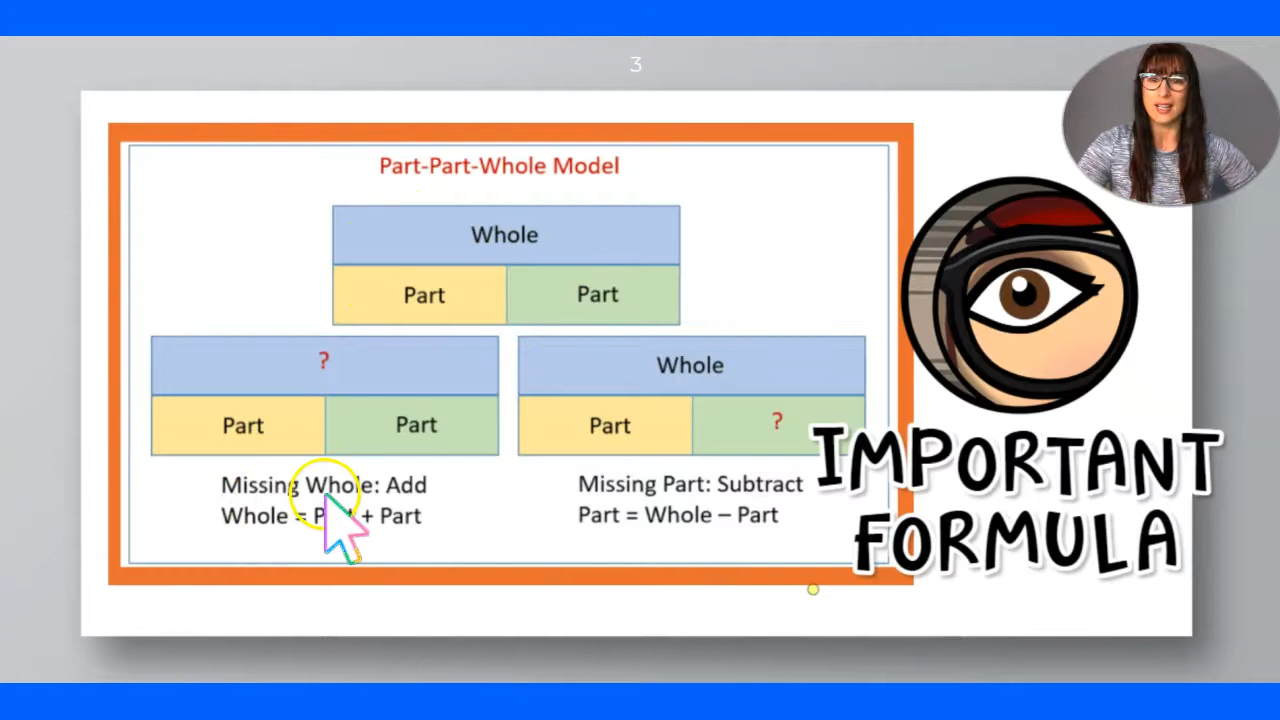 3
Part-Part-Whole Model
Whole
Part Part
? Whole
Part Part Part ?
Missing Whole: Add
Whole = Part + Part
Missing Part: Subtract
Part = Whole – Part
IMPORTANT
FORMULA